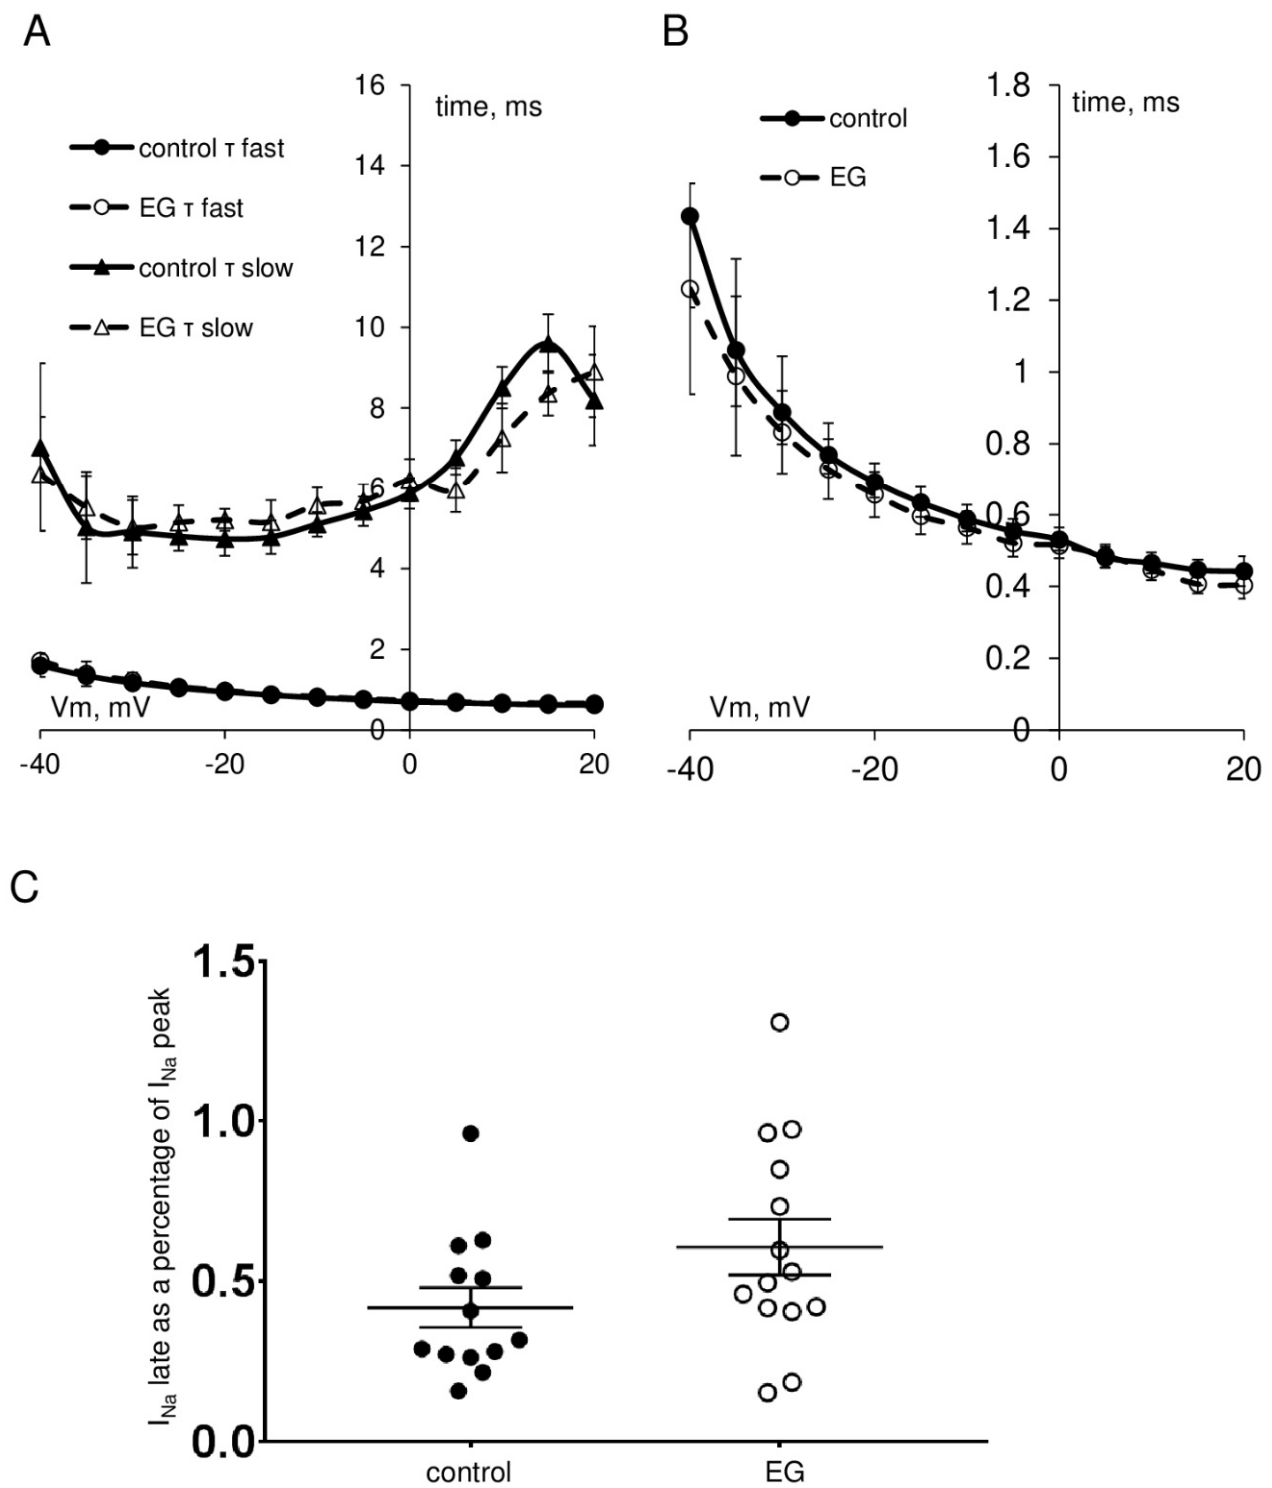 A
B
16
time, ms
14
12
10
8
6
4
2
0
control τ fast
EG τ fast
control τ slow
EG τ slow
Vm, mV
-40
-20
0
20
1.8
time, ms
1.6
1.4
1.2
1
0.8
0.6
0.4
0.2
0
control
EG
Vm, mV
-40
-20
0
20
C
1.5
1.0
0.5
0.0
I_Na late as a percentage of I_Na peak
control
EG